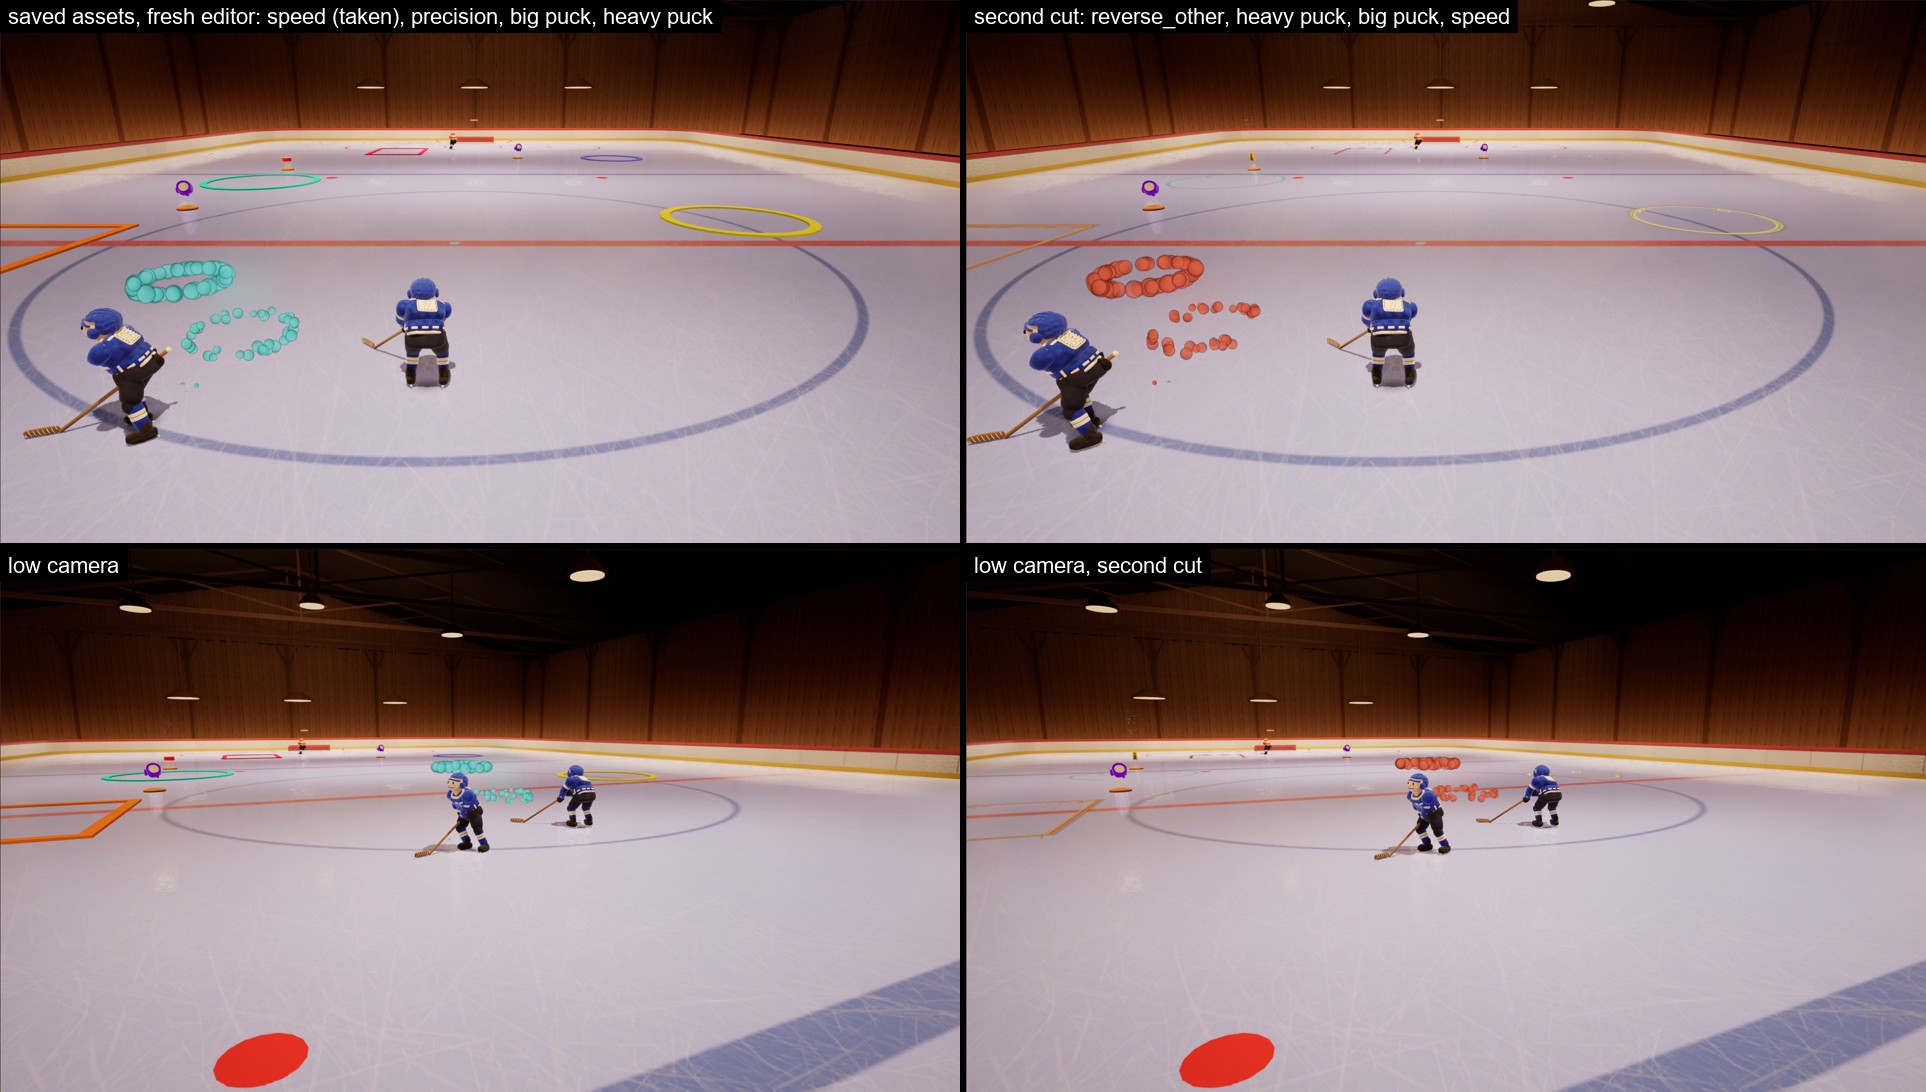 saved assets, fresh editor: speed (taken), precision, big puck, heavy puck
second cut: reverse_other, heavy puck, big puck, speed
low camera
low camera, second cut